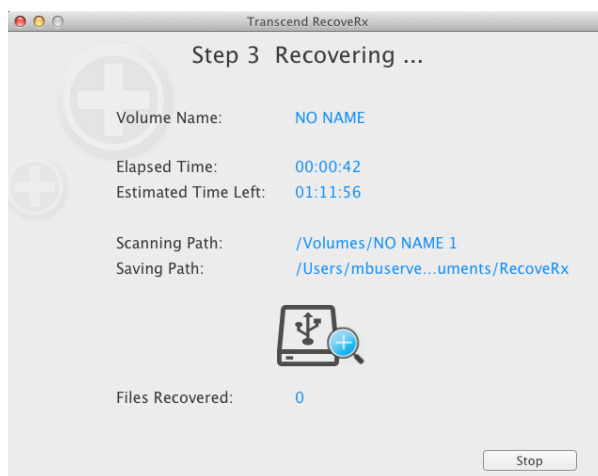 Transcend RecoveRx
Step 3 Recovering ...
Volume Name: NO NAME
Elapsed Time: 00:00:42
Estimated Time Left: 01:11:56
Scanning Path: /Volumes/NO NAME 1
Saving Path: /Users/mbuserve...uments/RecoveRx
Files Recovered: 0
Stop